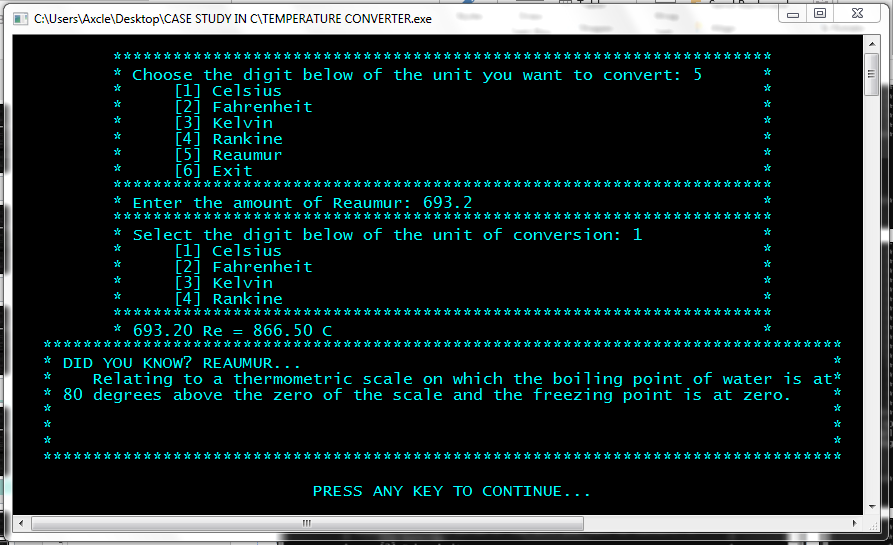 C:\Users\Axcle\Desktop\CASE STUDY IN C\TEMPERATURE CONVERTER.exe
******************************************************************
* Choose the digit below of the unit you want to convert: 5 *
* [1] Celsius *
* [2] Fahrenheit *
* [3] Kelvin *
* [4] Rankine *
* [5] Reaumur *
* [6] Exit *
******************************************************************
* Enter the amount of Reaumur: 693.2 *
******************************************************************
* Select the digit below of the unit of conversion: 1 *
* [1] Celsius *
* [2] Fahrenheit *
* [3] Kelvin *
* [4] Rankine *
******************************************************************
* 693.20 Re = 866.50 C *
********************************************************************************
* DID YOU KNOW? REAUMUR... *
* Relating to a thermometric scale on which the boiling point of water is at*
* 80 degrees above the zero of the scale and the freezing point is at zero. *
* *
* *
* *
********************************************************************************
PRESS ANY KEY TO CONTINUE...